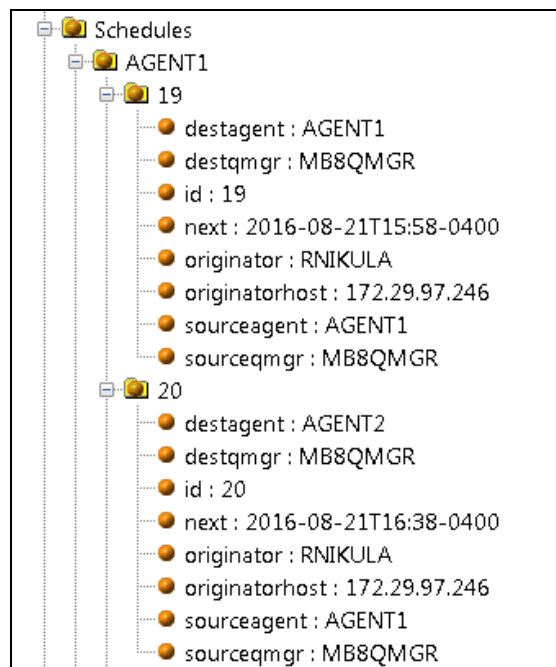 Schedules
AGENT1
19
destagent : AGENT1
destqmgr : MB8QMGR
id : 19
next : 2016-08-21T15:58-0400
originator : RNIKULA
originatorhost : 172.29.97.246
sourceagent : AGENT1
sourceqmgr : MB8QMGR
20
destagent : AGENT2
destqmgr : MB8QMGR
id : 20
next : 2016-08-21T16:38-0400
originator : RNIKULA
originatorhost : 172.29.97.246
sourceagent : AGENT1
sourceqmgr : MB8QMGR